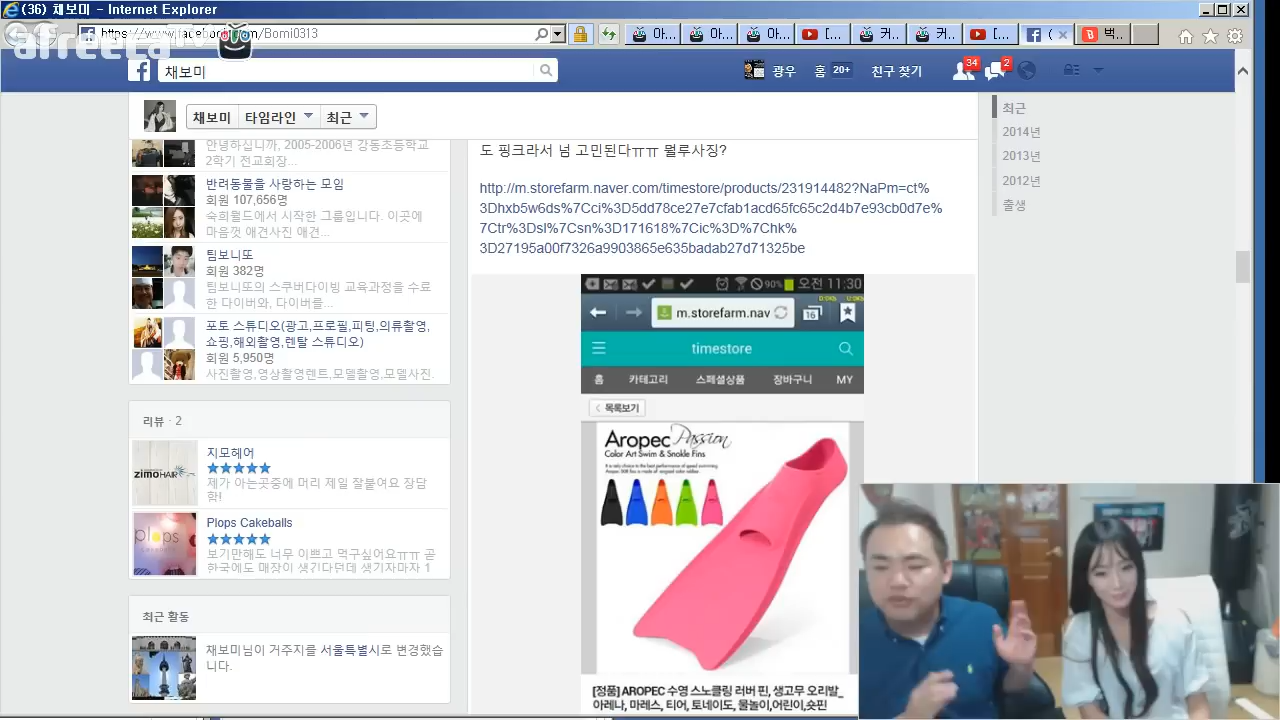 (36) 채보미 - Internet Explorer
afreecaTV
/Bomi0313
채보미
광우
홈 20+
친구 찾기
34
2
채보미
타임라인
최근
최근
2014년
2013년
2012년
출생
안녕하십니까, 2005-2006년 강동초등학교
2학기 전교회장...
반려동물을 사랑하는 모임
회원 107,656명
숙희월드에서 시작한 그룹입니다. 이곳에
마음껏 애견사진 애견...
팀보니또
회원 382명
팀보니또의 스쿠버다이빙 교육과정을 수료
한 다이버와, 다이버를...
포토 스튜디오(광고,프로필,피팅,의류촬영,
쇼핑,해외촬영,렌탈 스튜디오)
회원 5,950명
사진촬영,영상촬영렌트,모델촬영,모델사진.
리뷰 · 2
지모헤어
ZIMO HAIR
제가 아는곳중에 머리 제일 잘붙여요 장담
함!
Plops Cakeballs
plops
보기만해도 너무 이쁘고 먹구싶어요ㅠㅠ 곧
한국에도 매장이 생긴다던데 생기자마자 1
최근 활동
채보미님이 거주지를 서울특별시로 변경했습
니다.
도 핑크라서 넘 고민된다ㅠㅠ 뭘루사징?
http://m.storefarm.naver.com/timestore/products/231914482?NaPm=ct%
7Ctr%3Dsl%7Csn%3D171618%7Cic%3D%7Chk%
3D27195a00f7326a9903865e635badab27d71325be
90% 오전 11:30
m.storefarm.nav
16
timestore
홈
카테고리
스페셜상품
장바구니
MY
목록보기
Aropec Passion
Color Art Swim & Snokle Fins
[정품] AROPEC 수영 스노클링 러버 핀, 생고무 오리발_
아레나, 마레스, 티어, 토네이도, 물놀이,어린이,숏핀